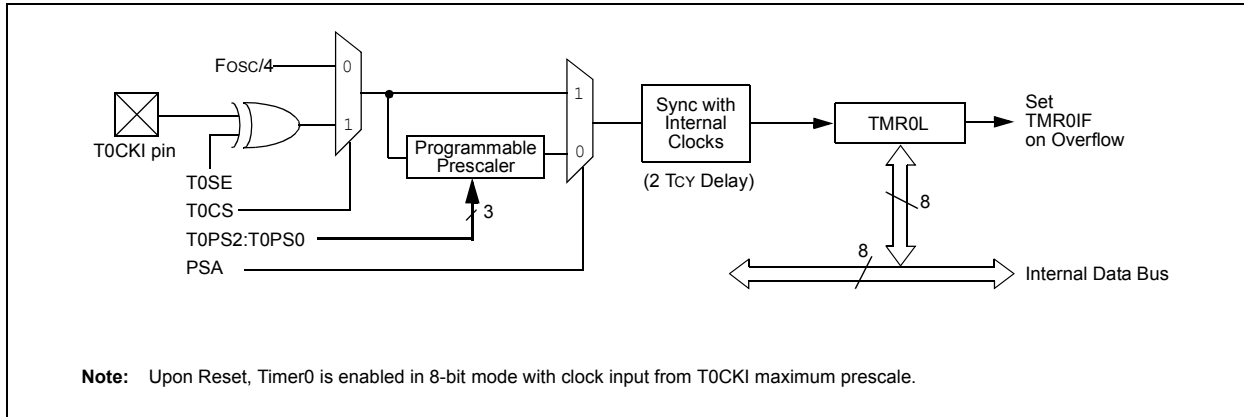 FOSC/4
0
1
T0CKI pin
T0SE
T0CS
T0PS2:T0PS0
PSA
Programmable
Prescaler
3
1
0
Sync with
Internal
Clocks
(2 TCY Delay)
TMR0L
Set
TMR0IF
on Overflow
8
8
Internal Data Bus
Note: Upon Reset, Timer0 is enabled in 8-bit mode with clock input from T0CKI maximum prescale.